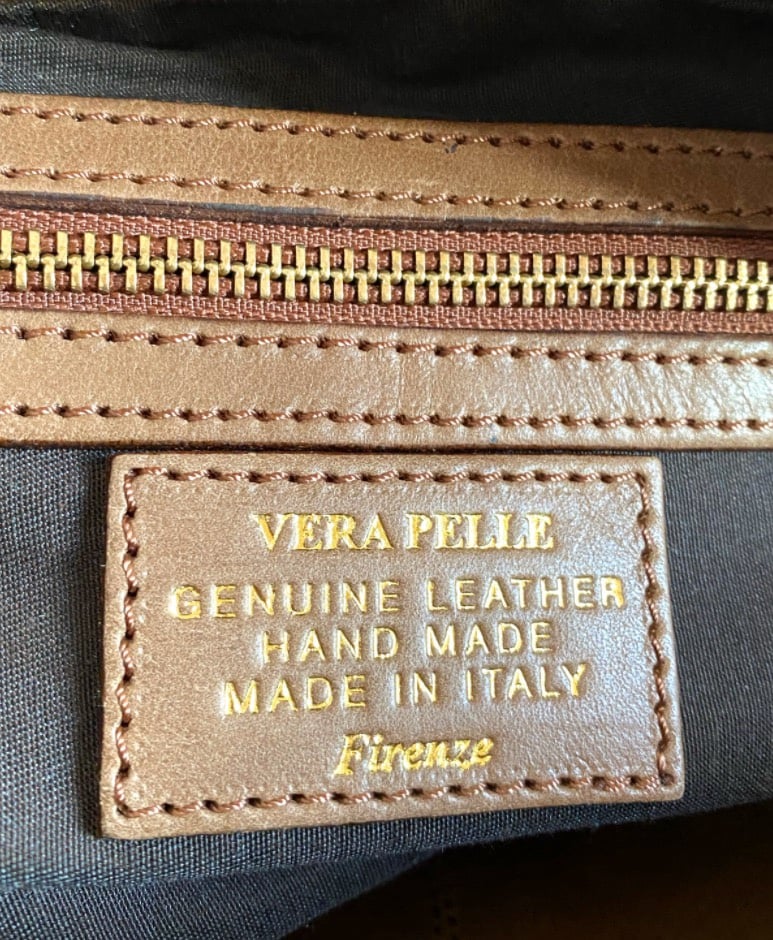 VERA PELLE
GENUINE LEATHER
HAND MADE
MADE IN ITALY
Firenze